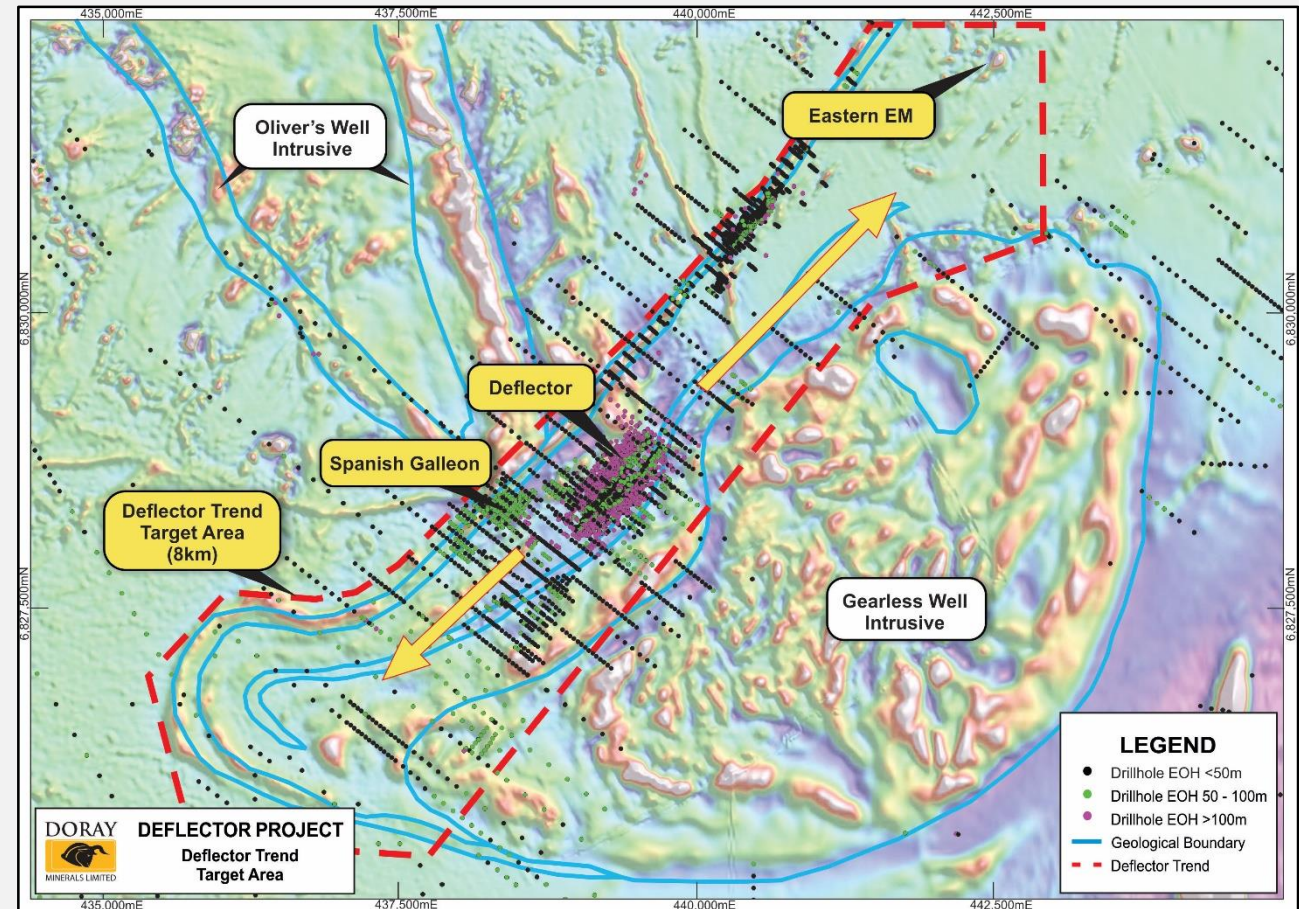 435,000mE
437,500mE
440,000mE
442,500mE
Oliver's Well
Intrusive
Eastern EM
6,830,000mN
6,830,000mN
Deflector
Spanish Galleon
Deflector Trend
Target Area
(8km)
6,827,500mN
6,827,500mN
Gearless Well
Intrusive
LEGEND
Drillhole EOH <50m
Drillhole EOH 50 - 100m
Drillhole EOH >100m
Geological Boundary
Deflector Trend
DORAY
MINERALS LIMITED
DEFLECTOR PROJECT
Deflector Trend
Target Area
435,000mE
437,500mE
440,000mE
442,500mE